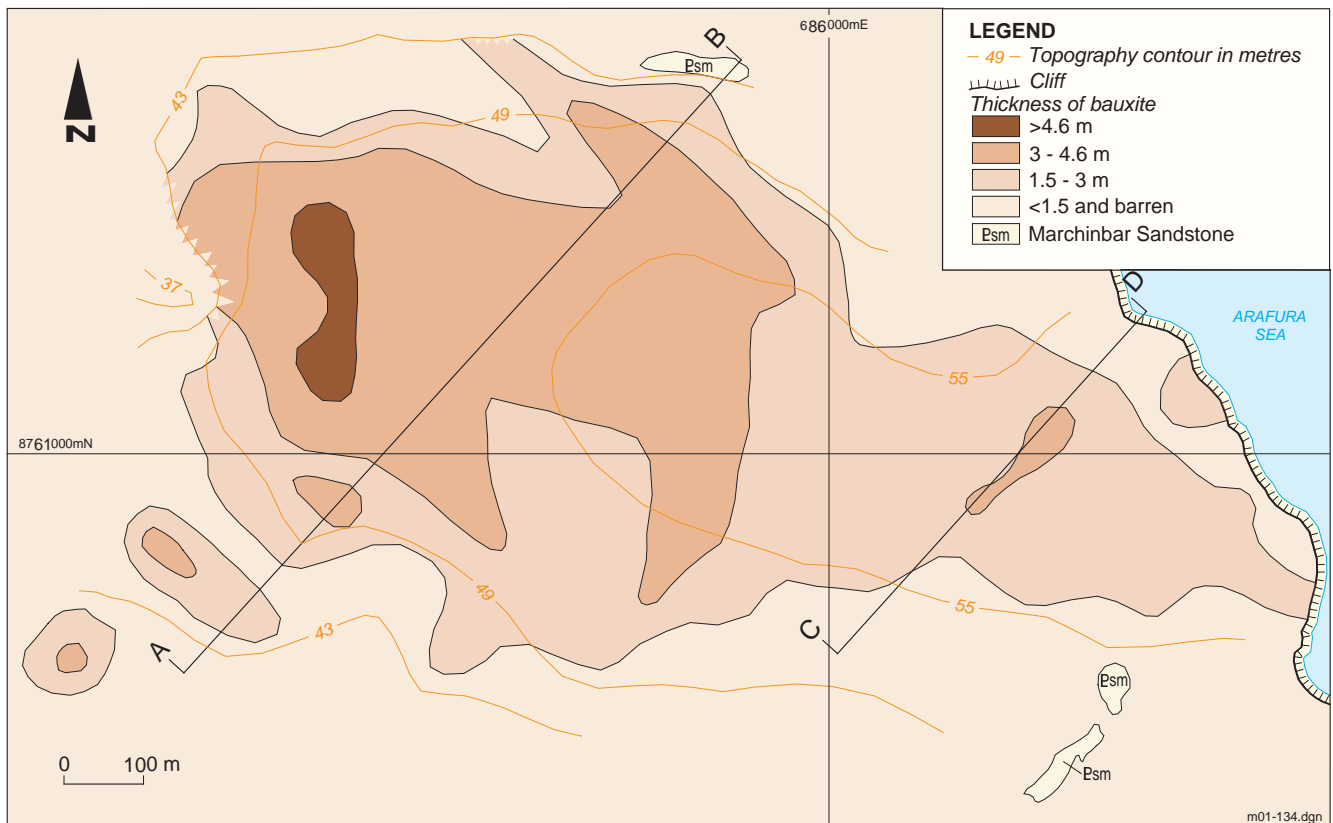 686000mE
B
Psm
LEGEND
49 Topography contour in metres
Cliff
Thickness of bauxite
>4.6 m
3 - 4.6 m
1.5 - 3 m
<1.5 and barren
Psm Marchinbar Sandstone
N
43
49
37
D
ARAFURA
SEA
55
8761000mN
49
55
43
A
C
Psm
Psm
0 100 m
m01-134.dgn